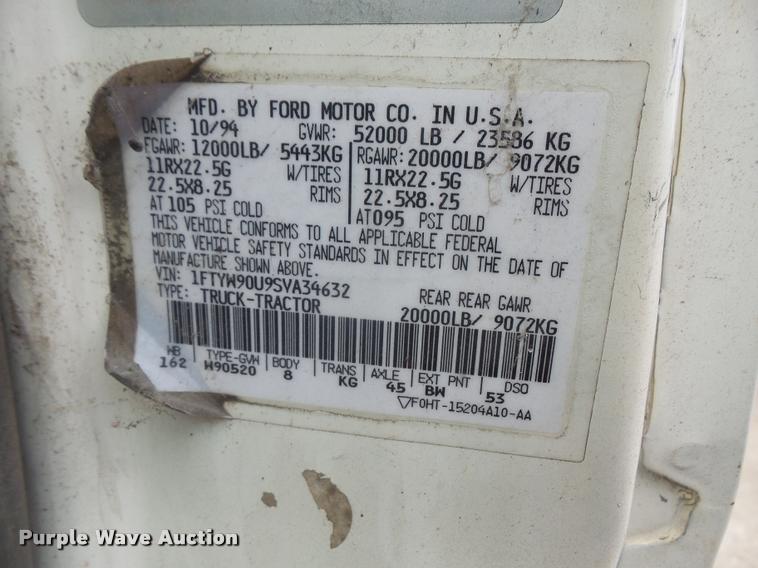 MFD. BY FORD MOTOR CO. IN U.S.A.
DATE: 10/94 GVWR: 52000 LB / 23586 KG
FGAWR: 12000LB/ 5443KG RGAWR: 20000LB/ 9072KG
11RX22.5G W/TIRES 11RX22.5G W/TIRES
22.5X8.25 RIMS 22.5X8.25 RIMS
AT 105 PSI COLD AT 095 PSI COLD
THIS VEHICLE CONFORMS TO ALL APPLICABLE FEDERAL
MOTOR VEHICLE SAFETY STANDARDS IN EFFECT ON THE DATE OF
MANUFACTURE SHOWN ABOVE.
VIN: 1FTYW90U9SVA34632 REAR REAR GAWR
TYPE: TRUCK-TRACTOR 20000LB/ 9072KG
WB TYPE-GVW BODY TRANS AXLE EXT PNT DSO
162 W90520 8 KG 45 BW 53
F0HT-15204A10-AA
Purple Wave Auction